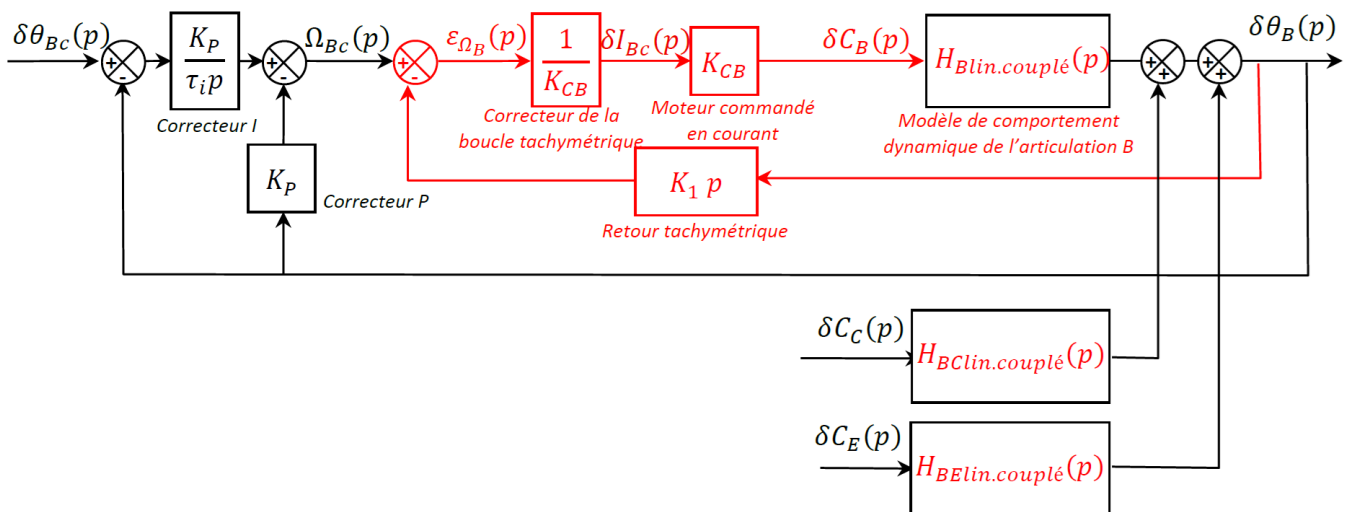 δθ_Bc(p)
+
-
K_P
τ_i p
Correcteur I
+
-
Ω_Bc(p)
+
-
ε_Ω_B(p)
1
K_CB
Correcteur de la
boucle tachymétrique
δI_Bc(p)
K_CB
Moteur commandé
en courant
δC_B(p)
H_Blin.couplé(p)
Modèle de comportement
dynamique de l'articulation B
+
+
+
+
δθ_B(p)
K_P
Correcteur P
K_1 p
Retour tachymétrique
δC_C(p)
H_BClin.couplé(p)
δC_E(p)
H_BElin.couplé(p)